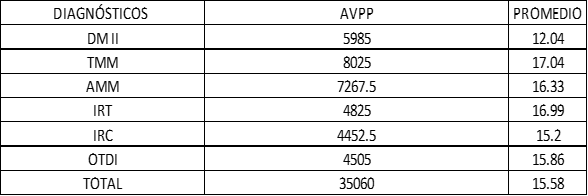 DIAGNÓSTICOS AVPP PROMEDIO
DM II 5985 12.04
TMM 8025 17.04
AMM 7267.5 16.33
IRT 4825 16.99
IRC 4452.5 15.2
OTDI 4505 15.86
TOTAL 35060 15.58